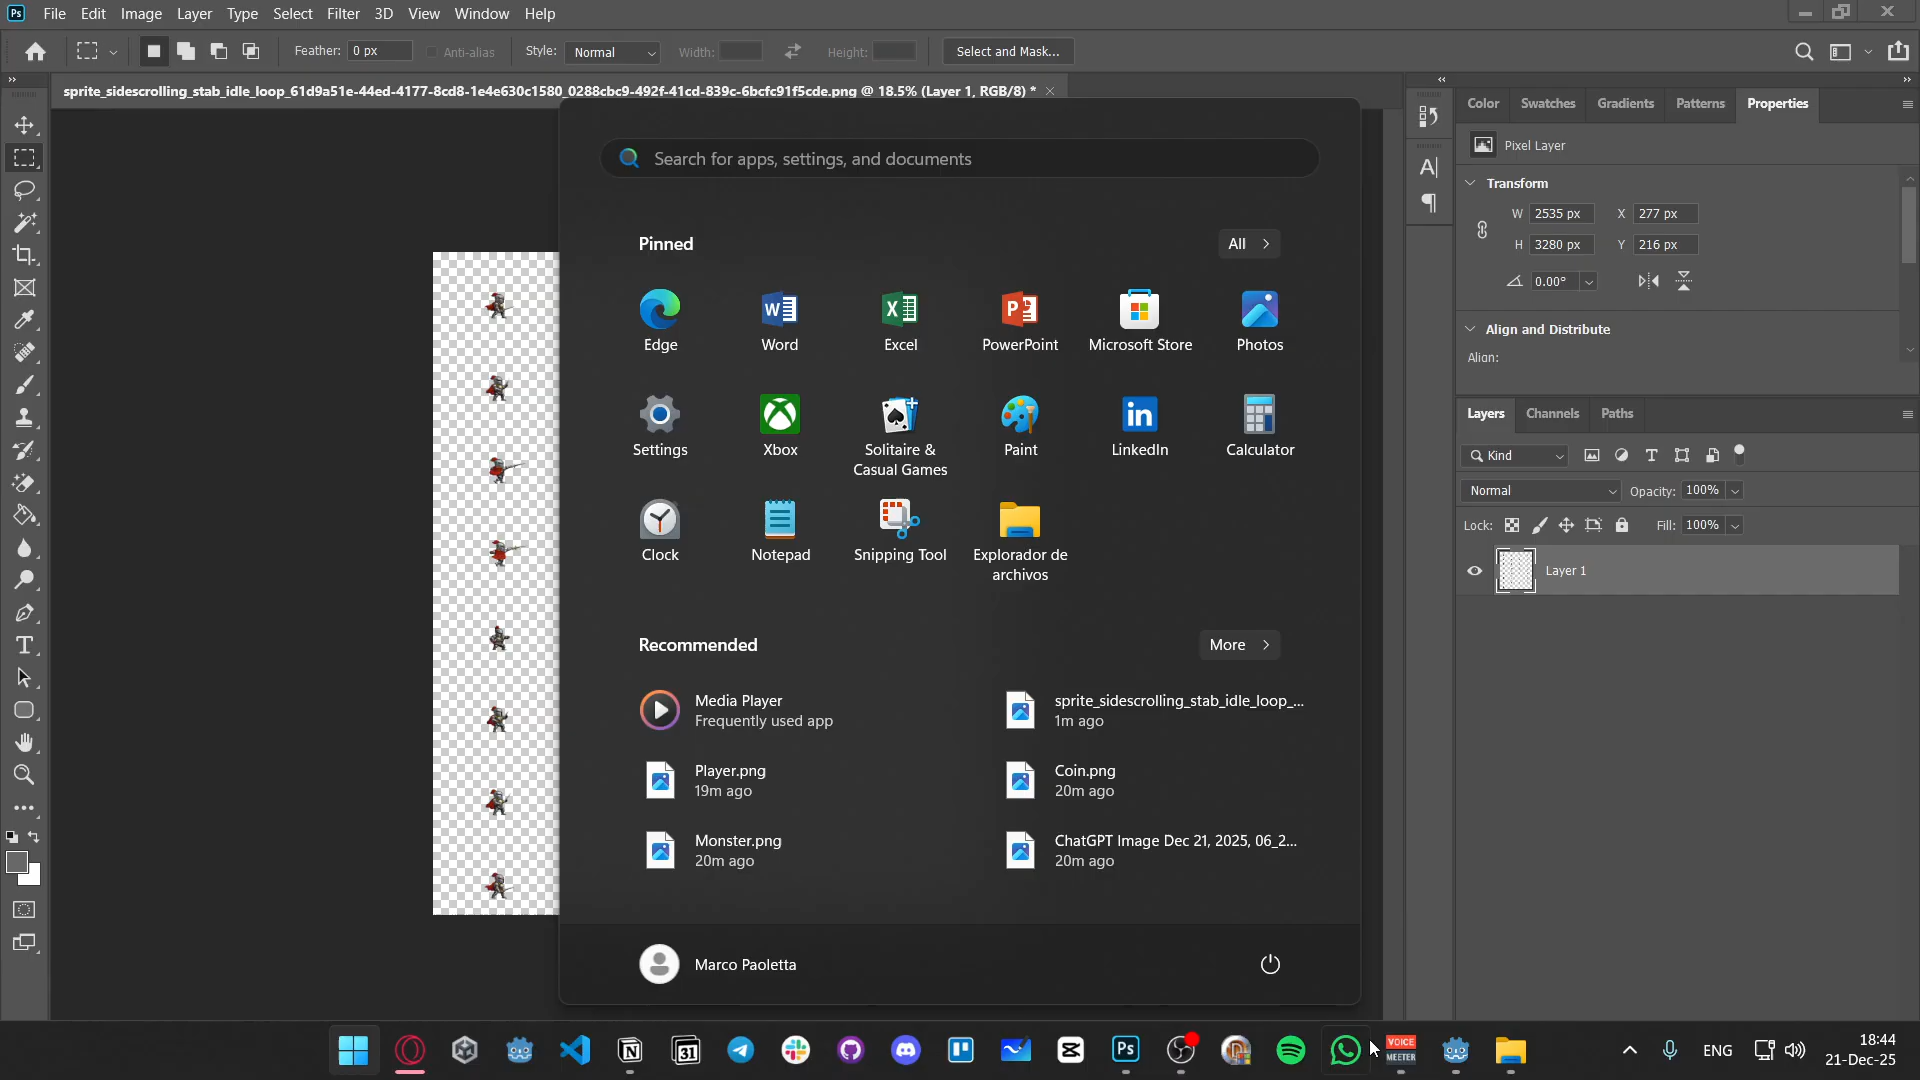 Ps File Edit Image Layer Type Select Filter 3D View Window Help
Feather: 0 px Anti-alias Style: Normal Width: Height: Select and Mask...
sprite_sidescrolling_stab_idle_loop_61d9a51e-44ed-4177-8cd8-1e4e630c1580_0288cbc9-492f-41cd-839c-6bcfc91f5cde.png @ 18.5% (Layer 1, RGB/8) *
Search for apps, settings, and documents
Pinned
All
Edge
Word
Excel
PowerPoint
Microsoft Store
Photos
Settings
Xbox
Solitaire &
Casual Games
Paint
LinkedIn
Calculator
Clock
Notepad
Snipping Tool
Explorador de
archivos
Recommended
More
Media Player
Frequently used app
sprite_sidescrolling_stab_idle_loop_...
1m ago
Player.png
19m ago
Coin.png
20m ago
Monster.png
20m ago
ChatGPT Image Dec 21, 2025, 06_2...
20m ago
Marco Paoletta
Color Swatches Gradients Patterns Properties
Pixel Layer
Transform
W 2535 px X 277 px
H 3280 px Y 216 px
0.00°
Align and Distribute
Align:
Layers Channels Paths
Kind
Normal Opacity: 100%
Lock: Fill: 100%
Layer 1
31
Ps
VOICE
MEETER
ENG
18:44
21-Dec-25